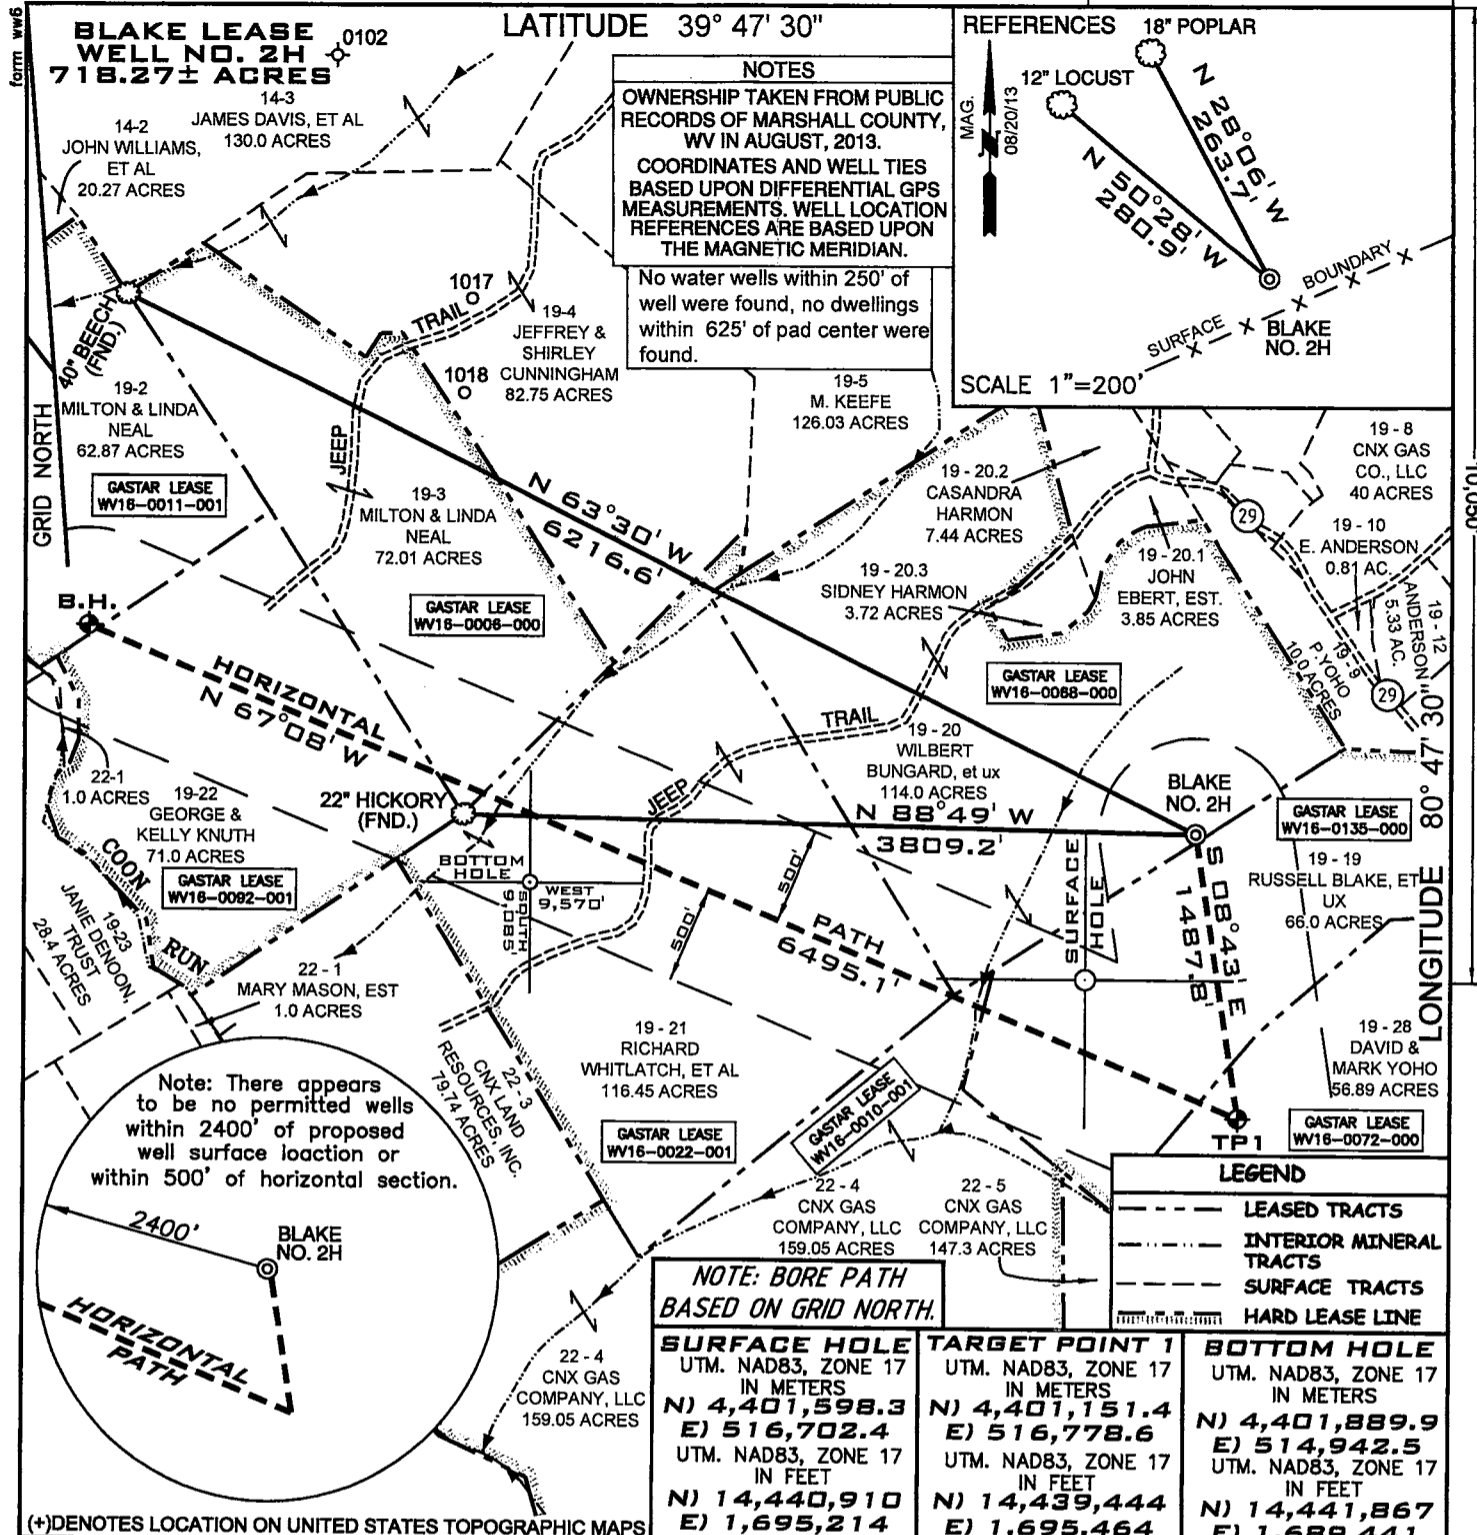 form ww6
BLAKE LEASE
WELL NO. 2H
718.27± ACRES
0102
LATITUDE 39° 47' 30"
14-3
JAMES DAVIS, ET AL
130.0 ACRES
14-2
JOHN WILLIAMS,
ET AL
20.27 ACRES
NOTES
OWNERSHIP TAKEN FROM PUBLIC
RECORDS OF MARSHALL COUNTY,
WV IN AUGUST, 2013.
COORDINATES AND WELL TIES
BASED UPON DIFFERENTIAL GPS
MEASUREMENTS. WELL LOCATION
REFERENCES ARE BASED UPON
THE MAGNETIC MERIDIAN.
No water wells within 250' of
well were found, no dwellings
within 625' of pad center were
found.
REFERENCES
18" POPLAR
12" LOCUST
MAG.
08/20/13
N 28°06' W
263.7'
N 50°28' W
280.9'
SURFACE BOUNDARY
BLAKE
NO. 2H
SCALE 1"=200'
10,050'
40" BEECH
(FND.)
1017
TRAIL
19-4
JEFFREY &
SHIRLEY
CUNNINGHAM
82.75 ACRES
1018
19-2
MILTON & LINDA
NEAL
62.87 ACRES
GRID NORTH
JEEP
GASTAR LEASE
WV16-0011-001
19-3
MILTON & LINDA
NEAL
72.01 ACRES
19-5
M. KEEFE
126.03 ACRES
N 63°30' W
6216.6'
19 - 20.2
CASANDRA
HARMON
7.44 ACRES
19 - 8
CNX GAS
CO., LLC
40 ACRES
29
19 - 10
E. ANDERSON
0.81 AC.
19 - 12
ANDERSON
5.33 AC.
19 - 20.3
SIDNEY HARMON
3.72 ACRES
19 - 20.1
JOHN
EBERT, EST.
3.85 ACRES
19 - 9
P. YOHO
10.0 ACRES
29
B.H.
GASTAR LEASE
WV16-0006-000
GASTAR LEASE
WV16-0068-000
HORIZONTAL
N 67°08' W
TRAIL
JEEP
19 - 20
WILBERT
BUNGARD, et ux
114.0 ACRES
22-1
1.0 ACRES
19-22
GEORGE &
KELLY KNUTH
71.0 ACRES
22" HICKORY
(FND.)
N 88°49' W
3809.2'
BLAKE
NO. 2H
GASTAR LEASE
WV16-0135-000
LONGITUDE 80° 47' 30"
COON
RUN
GASTAR LEASE
WV16-0092-001
BOTTOM
HOLE
WEST
9,570'
SOUTH
9,085'
500'
500'
PATH
6495.1'
SURFACE
HOLE
S 08°43' E
1487.8'
19 - 19
RUSSELL BLAKE, ET
UX
66.0 ACRES
19-23
JANIE DENOON,
TRUST
28.4 ACRES
22 - 1
MARY MASON, EST
1.0 ACRES
19 - 21
RICHARD
WHITLATCH, ET AL
116.45 ACRES
22 - 3
CNX LAND
RESOURCES, INC.
79.74 ACRES
19 - 28
DAVID &
MARK YOHO
56.89 ACRES
GASTAR LEASE
WV16-0022-001
GASTAR LEASE
WV16-0010-001
TP1
GASTAR LEASE
WV16-0072-000
Note: There appears
to be no permitted wells
within 2400' of proposed
well surface loaction or
within 500' of horizontal section.
2400'
BLAKE
NO. 2H
HORIZONTAL
PATH
22 - 4
CNX GAS
COMPANY, LLC
159.05 ACRES
22 - 5
CNX GAS
COMPANY, LLC
147.3 ACRES
22 - 4
CNX GAS
COMPANY, LLC
159.05 ACRES
LEGEND
LEASED TRACTS
INTERIOR MINERAL
TRACTS
SURFACE TRACTS
HARD LEASE LINE
NOTE: BORE PATH
BASED ON GRID NORTH.
SURFACE HOLE
UTM. NAD83, ZONE 17
IN METERS
N) 4,401,598.3
E) 516,702.4
UTM. NAD83, ZONE 17
IN FEET
N) 14,440,910
E) 1,695,214
TARGET POINT 1
UTM. NAD83, ZONE 17
IN METERS
N) 4,401,151.4
E) 516,778.6
UTM. NAD83, ZONE 17
IN FEET
N) 14,439,444
E) 1,695,464
BOTTOM HOLE
UTM. NAD83, ZONE 17
IN METERS
N) 4,401,889.9
E) 514,942.5
UTM. NAD83, ZONE 17
IN FEET
N) 14,441,867
(+)DENOTES LOCATION ON UNITED STATES TOPOGRAPHIC MAPS